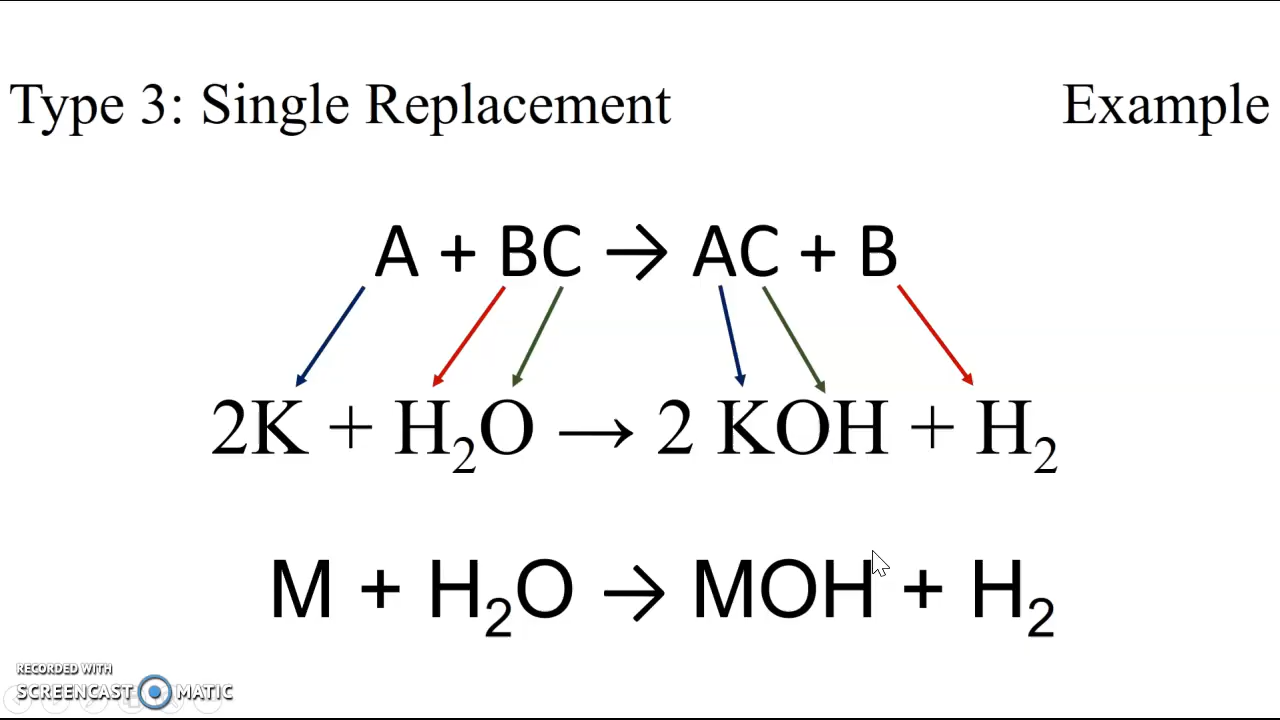 Type 3: Single Replacement Example
A + BC → AC + B
2K + H₂O → 2 KOH + H₂
M + H₂O → MOH + H₂
RECORDED WITH
SCREENCAST MATIC